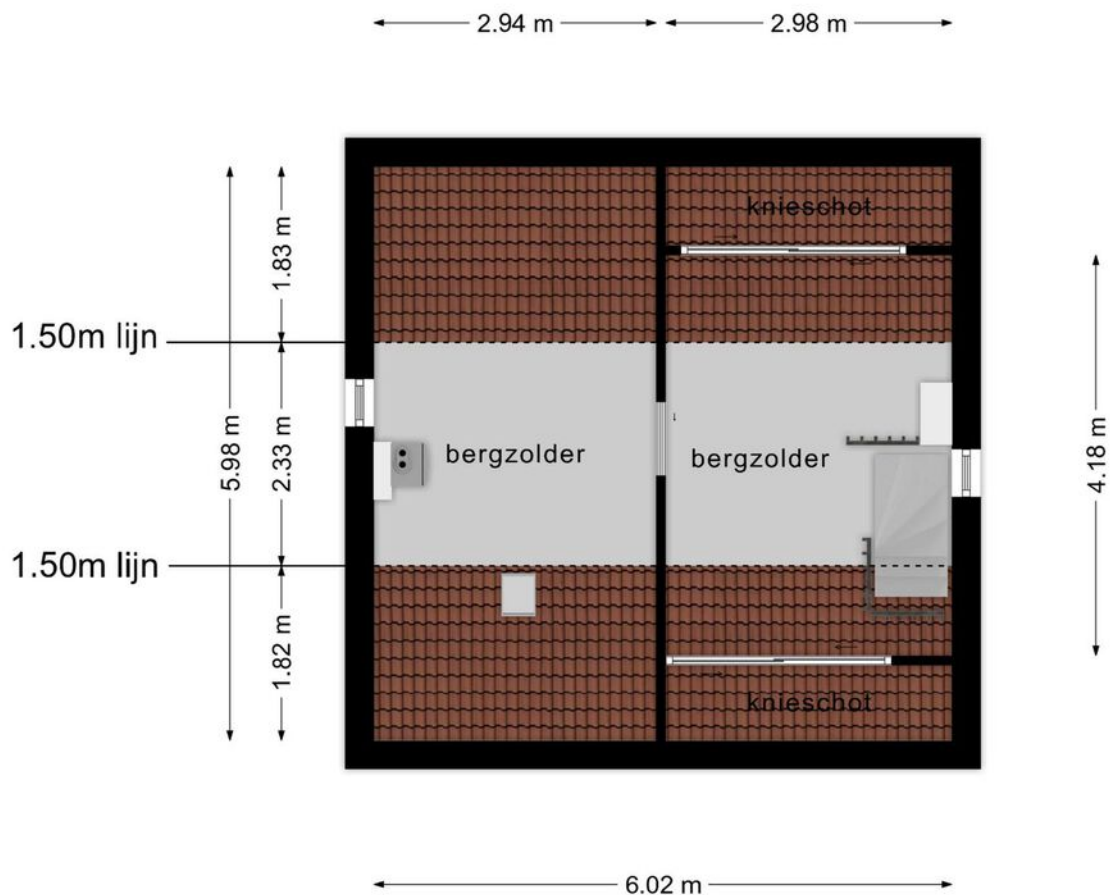 2.94 m
2.98 m
knieschot
1.83 m
1.50m lijn
5.98 m
2.33 m
4.18 m
bergzolder
bergzolder
1.50m lijn
1.82 m
knieschot
6.02 m